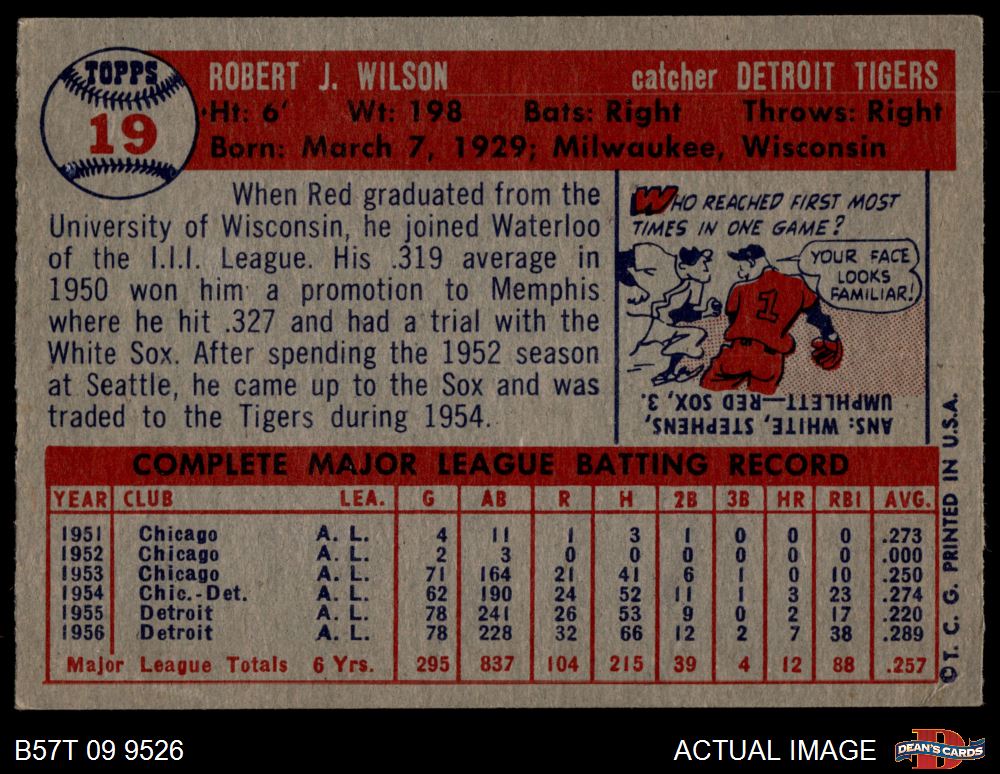 TOPPS
19
ROBERT J. WILSON catcher DETROIT TIGERS
Ht: 6' Wt: 198 Bats: Right Throws: Right
Born: March 7, 1929; Milwaukee, Wisconsin
When Red graduated from the
University of Wisconsin, he joined Waterloo
of the I.I.I. League. His .319 average in
1950 won him a promotion to Memphis
where he hit .327 and had a trial with the
White Sox. After spending the 1952 season
at Seattle, he came up to the Sox and was
traded to the Tigers during 1954.
WHO REACHED FIRST MOST
TIMES IN ONE GAME?
YOUR FACE
LOOKS
FAMILIAR!
1
ANS: WHITE, STEPHENS,
UMPHLETT—RED SOX, 3.
COMPLETE MAJOR LEAGUE BATTING RECORD
YEAR CLUB LEA. G AB R H 2B 3B HR RBI AVG.
1951 Chicago A. L. 4 11 1 3 1 0 0 0 .273
1952 Chicago A. L. 2 3 0 0 0 0 0 0 .000
1953 Chicago A. L. 71 164 21 41 6 1 0 10 .250
1954 Chic.-Det. A. L. 62 190 24 52 11 1 3 23 .274
1955 Detroit A. L. 78 241 26 53 9 0 2 17 .220
1956 Detroit A. L. 78 228 32 66 12 2 7 38 .289
Major League Totals 6 Yrs. 295 837 104 215 39 4 12 88 .257
© T. C. G. PRINTED IN U.S.A.
B57T 09 9526
ACTUAL IMAGE
DEAN'S CARDS